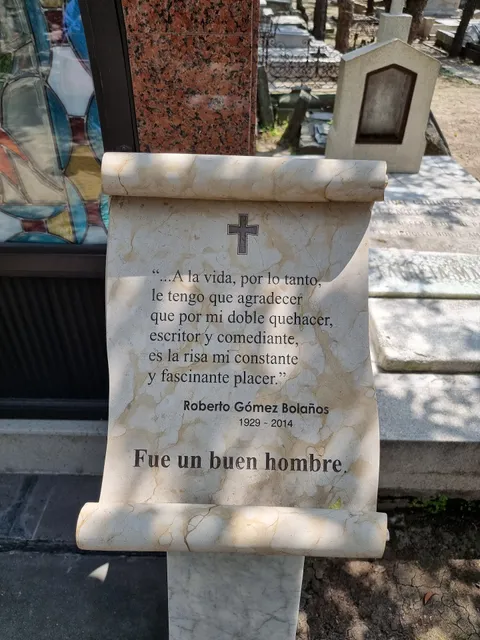 “...A la vida, por lo tanto,
le tengo que agradecer
que por mi doble quehacer,
escritor y comediante,
es la risa mi constante
y fascinante placer.”
Roberto Gómez Bolaños
1929 - 2014
Fue un buen hombre.